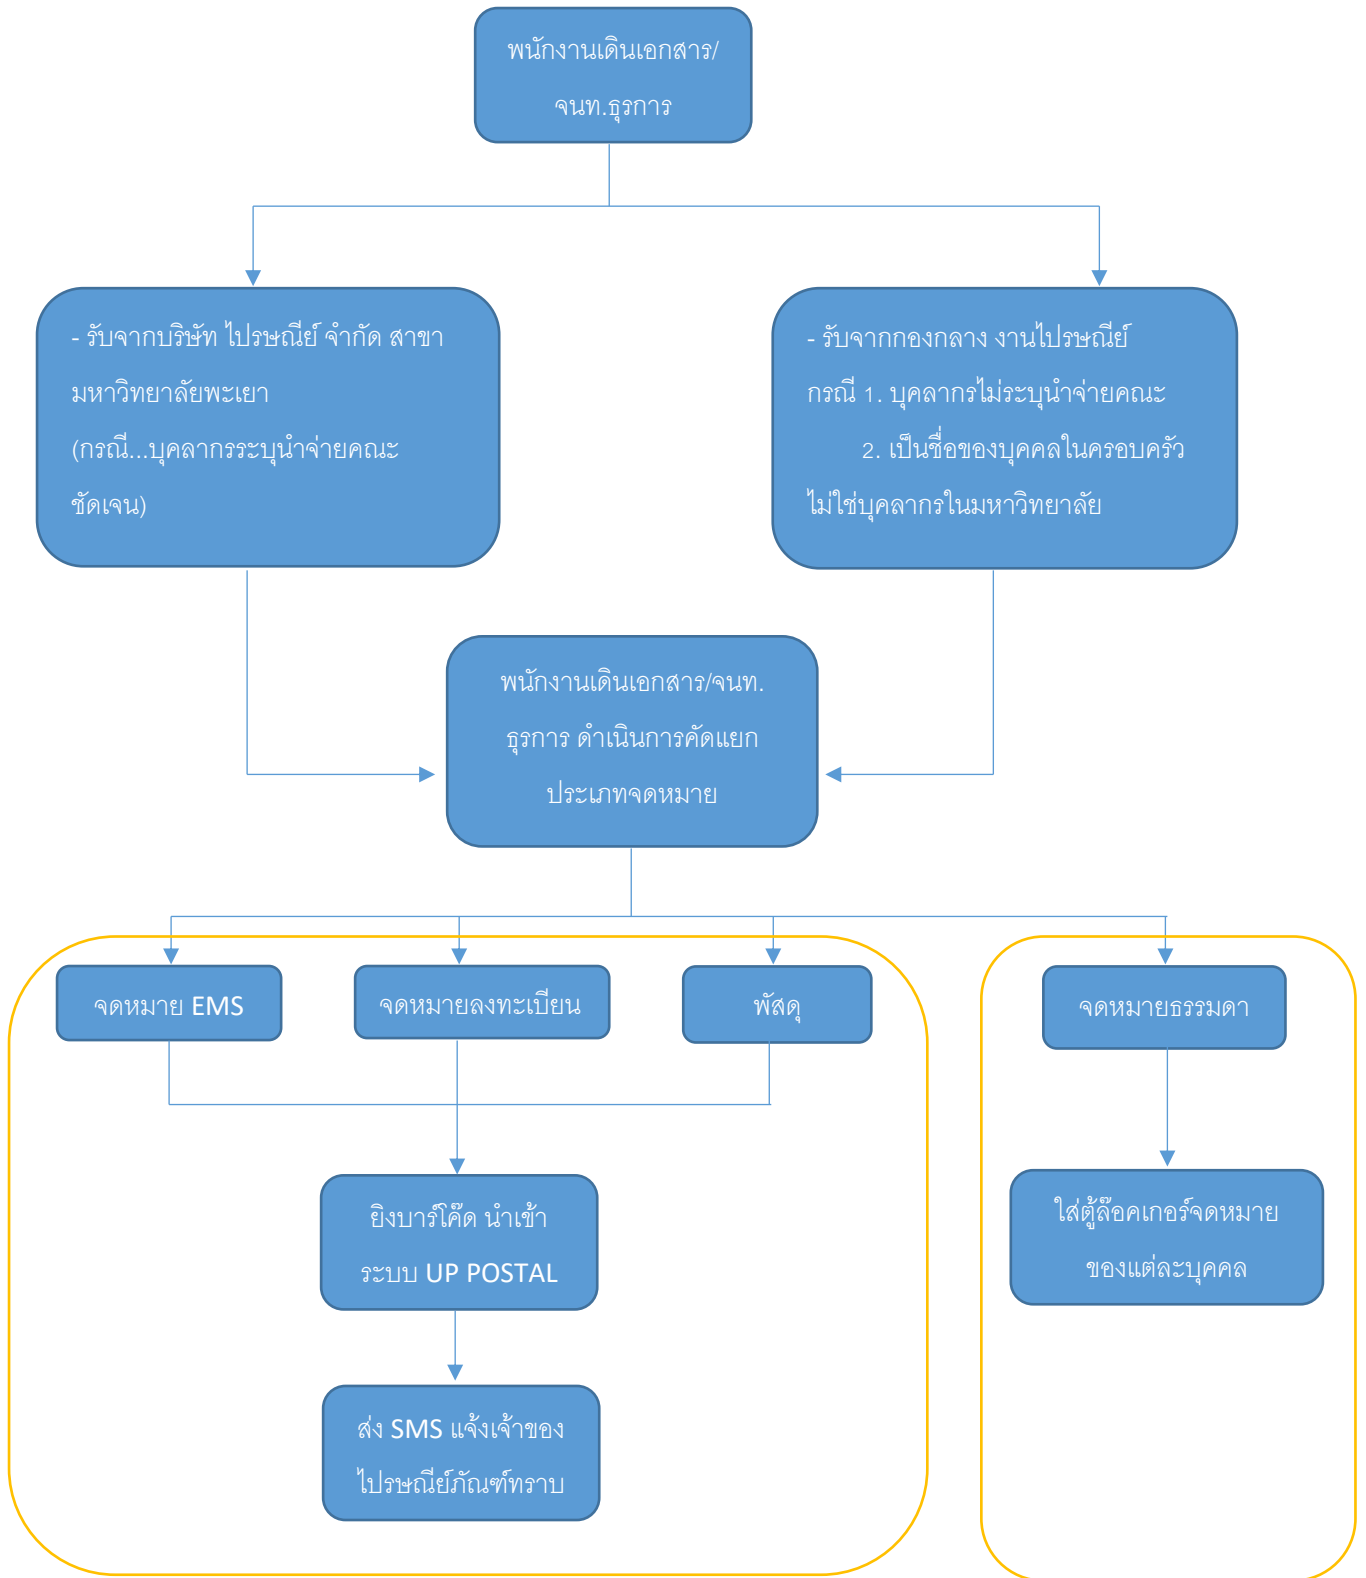 พนักงานเดินเอกสาร/
จนท.ธุรการ
- รับจากบริษัท ไปรษณีย์ จำกัด สาขา
มหาวิทยาลัยพะเยา
(กรณี...บุคลากรระบุนำจ่ายคณะ
ชัดเจน)
- รับจากกองกลาง งานไปรษณีย์
กรณี 1. บุคลากรไม่ระบุนำจ่ายคณะ
2. เป็นชื่อของบุคคลในครอบครัว
ไม่ใช่บุคลากรในมหาวิทยาลัย
พนักงานเดินเอกสาร/จนท.
ธุรการ ดำเนินการคัดแยก
ประเภทจดหมาย
จดหมาย EMS
จดหมายลงทะเบียน
พัสดุ
จดหมายธรรมดา
ยิงบาร์โค๊ด นำเข้า
ระบบ UP POSTAL
ใส่ตู้ล๊อคเกอร์จดหมาย
ของแต่ละบุคคล
ส่ง SMS แจ้งเจ้าของ
ไปรษณีย์ภัณฑ์ทราบ